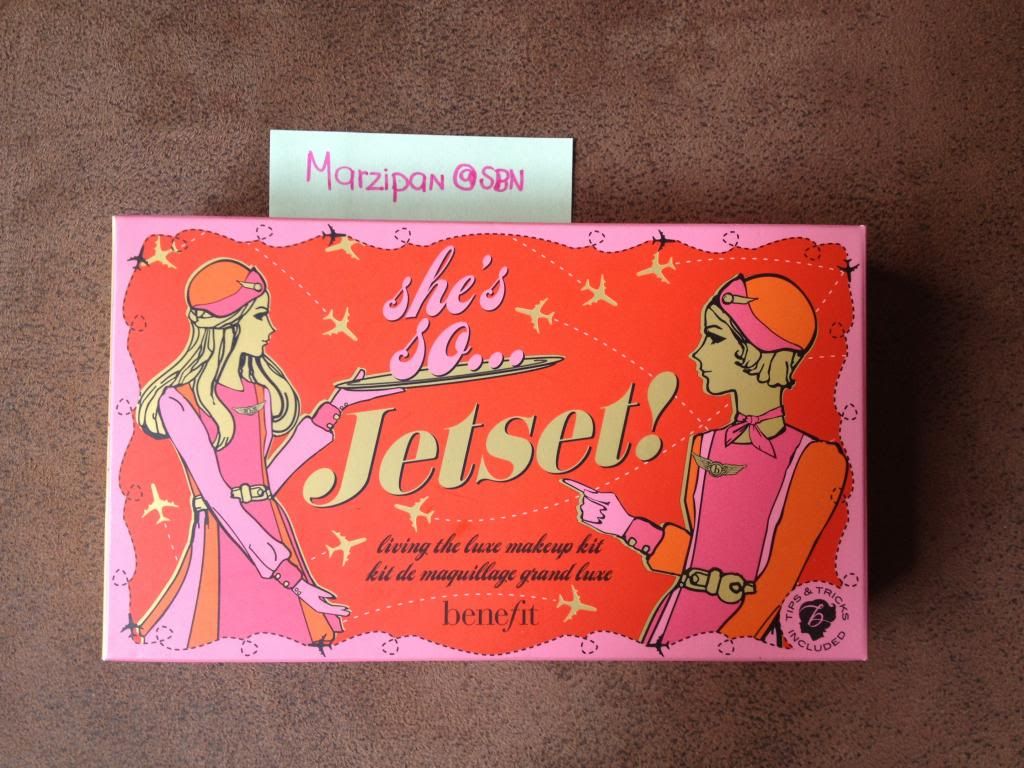 Marzipan @SBN
she's
so...
Jetset!
living the luxe makeup kit
kit de maquillage grand luxe
benefit
TIPS & TRICKS
b
INCLUDED
b